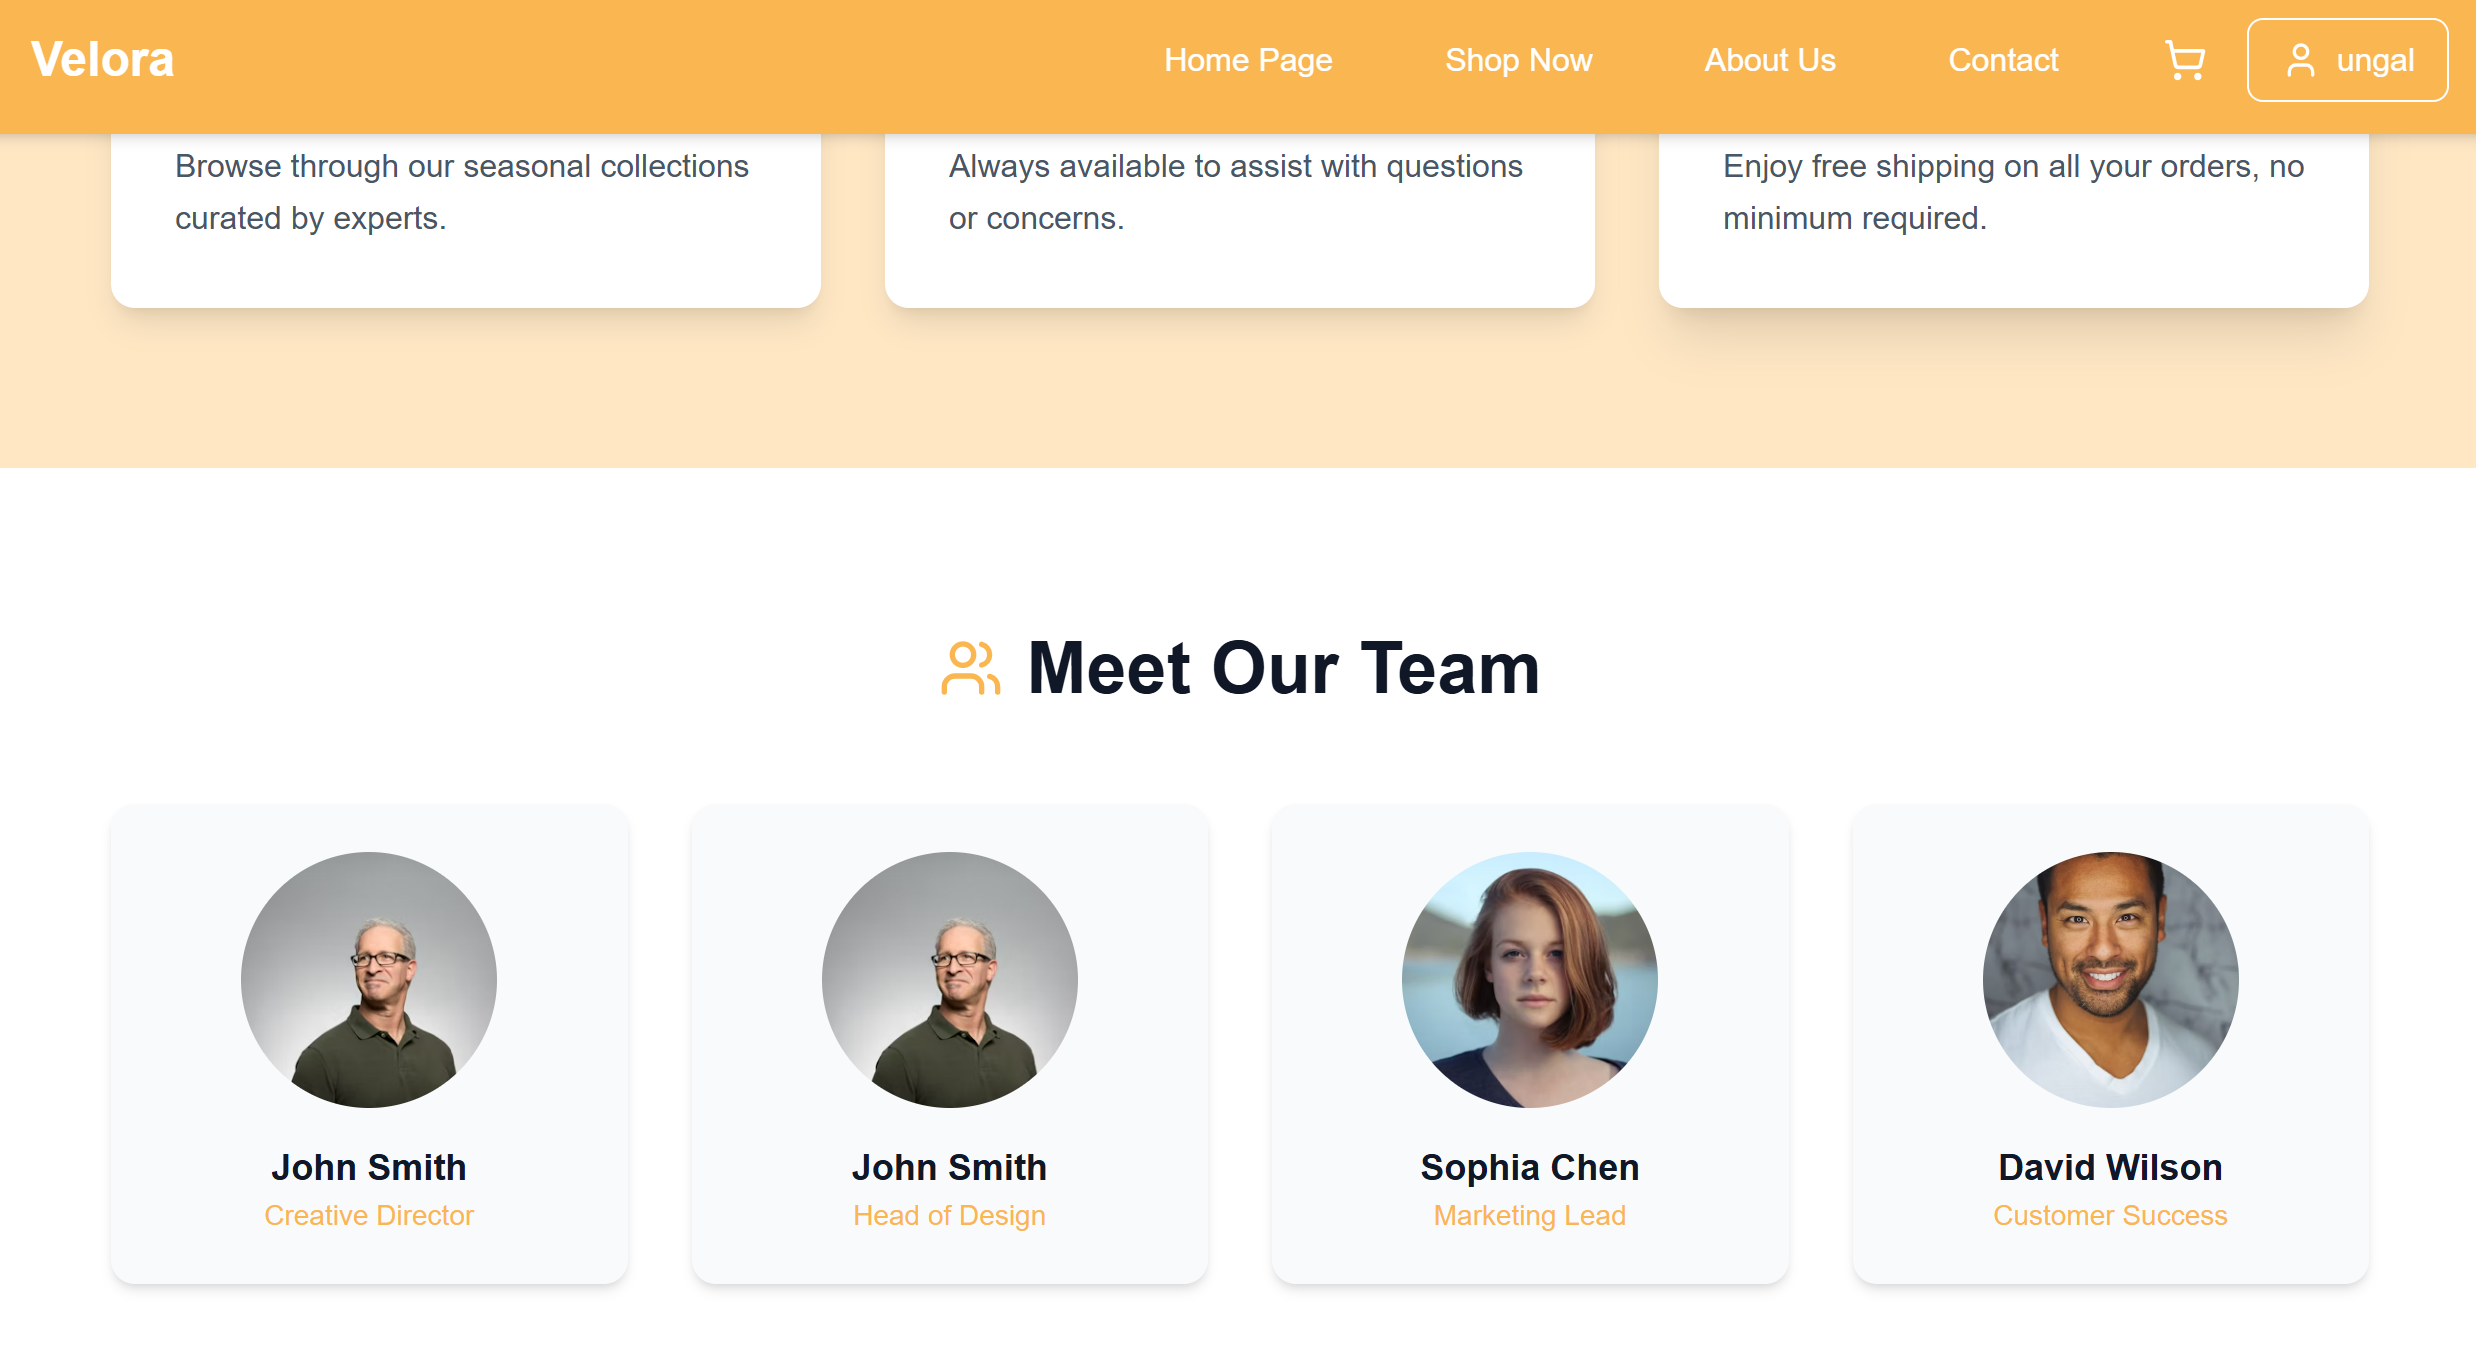 Velora
Home Page
Shop Now
About Us
Contact
ungal
Browse through our seasonal collections
curated by experts.
Always available to assist with questions
or concerns.
Enjoy free shipping on all your orders, no
minimum required.
Meet Our Team
John Smith
Creative Director
John Smith
Head of Design
Sophia Chen
Marketing Lead
David Wilson
Customer Success